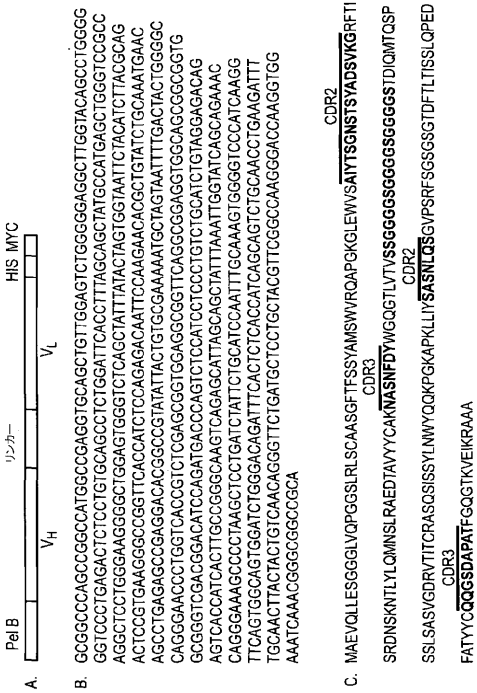 A.
Pel B リンカー HIS MYC
V_H V_L
B. GCGGCCCAGCCGGCCATGGCCGAGGTGCAGCTGTTGGAGTCTGGGGGAGGCTTGGTACAGCCTGGGG
GGTCCCTGAGACTCTCCTGTGCAGCCTCTGGATTCACCTTTAGCAGCTATGCCATGAGCTGGGTCCGCC
AGGCTCCTGGGAAGGGGCTGGAGTGGGTCTCAGCTATTTATACTAGTGGTAATTCTACATCTTACGCAG
ACTCCGTGAAGGGCCGGTTCACCATCTCCAGAGACAATTCCAAGAACACGCTGTATCTGCAAATGAAC
AGCCTGAGAGCCGAGGACACGGCCGTATATTACTGTGCGAAAAATGCTAGTAATTTTGACTACTGGGGC
CAGGGAACCCTGGTCACCGTCTCGAGCGGTGGAGGCGGTTCAGGCGGAGGTGGCAGCGGCGGTG
GCGGGTCGACGGACATCCAGATGACCCAGTCTCCATCCTCCCTGTCTGCATCTGTAGGAGACAG
AGTCACCATCACTTGCCGGGCAAGTCAGAGCATTAGCAGCTATTTAAATTGGTATCAGCAGAAAC
CAGGGAAAGCCCCTAAGCTCCTGATCTATTCTGCATCCAATTTGCAAAGTGGGGTCCCATCAAGG
TTCAGTGGCAGTGGATCTGGGACAGATTTCACTCTCACCATCAGCAGTCTGCAACCTGAAGATTT
TGCAACTTACTACTGTCAACAGGGTTCTGATGCTCCTGCTACGTTCGGCCAAGGGACCAAGGTGG
AAATCAAACGGGCGGCCGCA
CDR2
C. MAEVQLLESGGGLVQPGGSLRLSCAASGFTFSSYAMSWVRQAPGKGLEWVSAIYTSGNSTSYADSVKGRFTI
CDR3
SRDNSKNTLYLQMNSLRAEDTAVYYCAKNASNFDYWGQGTLVTVSSGGGGSGGGGSGGGGSTDIQMTQSP
CDR2
SSLSASVGDRVTITCRASQSISSYLNWYQQKPGKAPKLLIYSASNLQSGVPSRFSGSGSGTDFTLTISSLQPED
CDR3
FATYYCQQGSDAPATFGQGTKVEIKRAAA